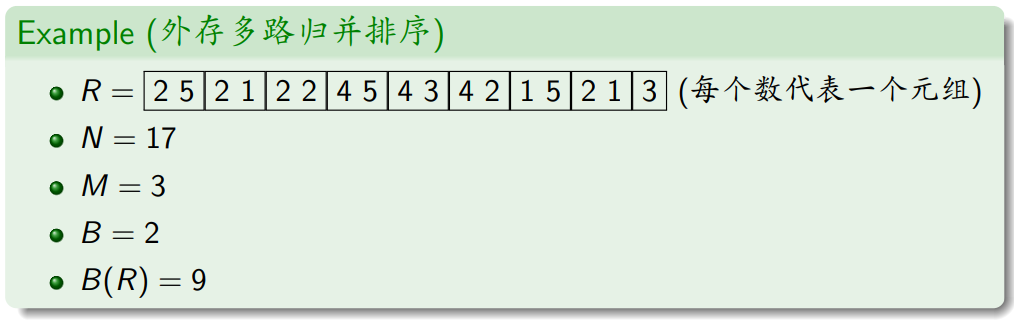 Example (外存多路归并排序)
R = 2 5 2 1 2 2 4 5 4 3 4 2 1 5 2 1 3 (每个数代表一个元组)
N = 17
M = 3
B = 2
B(R) = 9